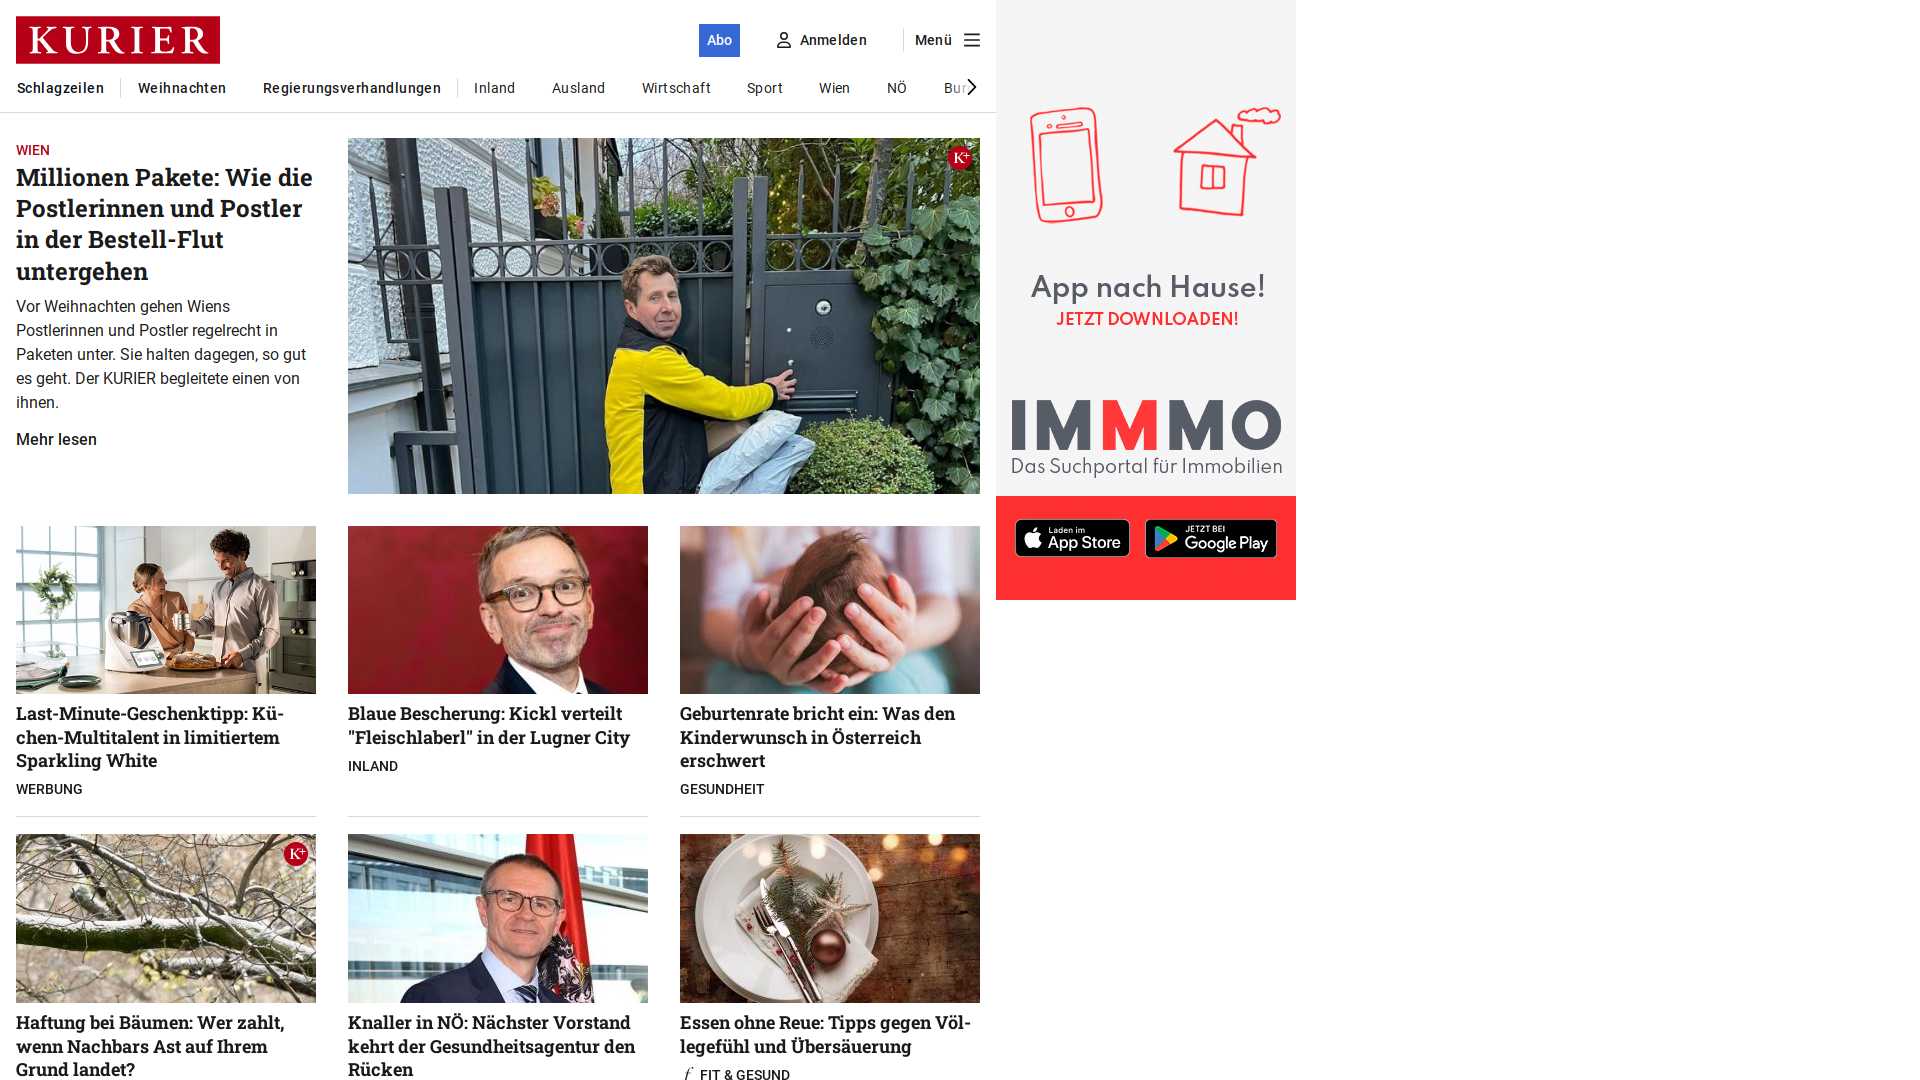 KURIER
Abo
Anmelden
Menü
Schlagzeilen
Weihnachten
Regierungsverhandlungen
Inland
Ausland
Wirtschaft
Sport
Wien
NÖ
Bur
WIEN
Millionen Pakete: Wie die
Postlerinnen und Postler
in der Bestell-Flut
untergehen
Vor Weihnachten gehen Wiens
Postlerinnen und Postler regelrecht in
Paketen unter. Sie halten dagegen, so gut
es geht. Der KURIER begleitete einen von
ihnen.
Mehr lesen
K+
Last-Minute-Geschenktipp: Kü-
chen-Multitalent in limitiertem
Sparkling White
WERBUNG
Blaue Bescherung: Kickl verteilt
"Fleischlaberl" in der Lugner City
INLAND
Geburtenrate bricht ein: Was den
Kinderwunsch in Österreich
erschwert
GESUNDHEIT
K+
Haftung bei Bäumen: Wer zahlt,
wenn Nachbars Ast auf Ihrem
Grund landet?
Knaller in NÖ: Nächster Vorstand
kehrt der Gesundheitsagentur den
Rücken
Essen ohne Reue: Tipps gegen Völ-
legefühl und Übersäuerung
f FIT & GESUND
App nach Hause!
JETZT DOWNLOADEN!
IMMMO
Das Suchportal für Immobilien
Laden im
App Store
JETZT BEI
Google Play